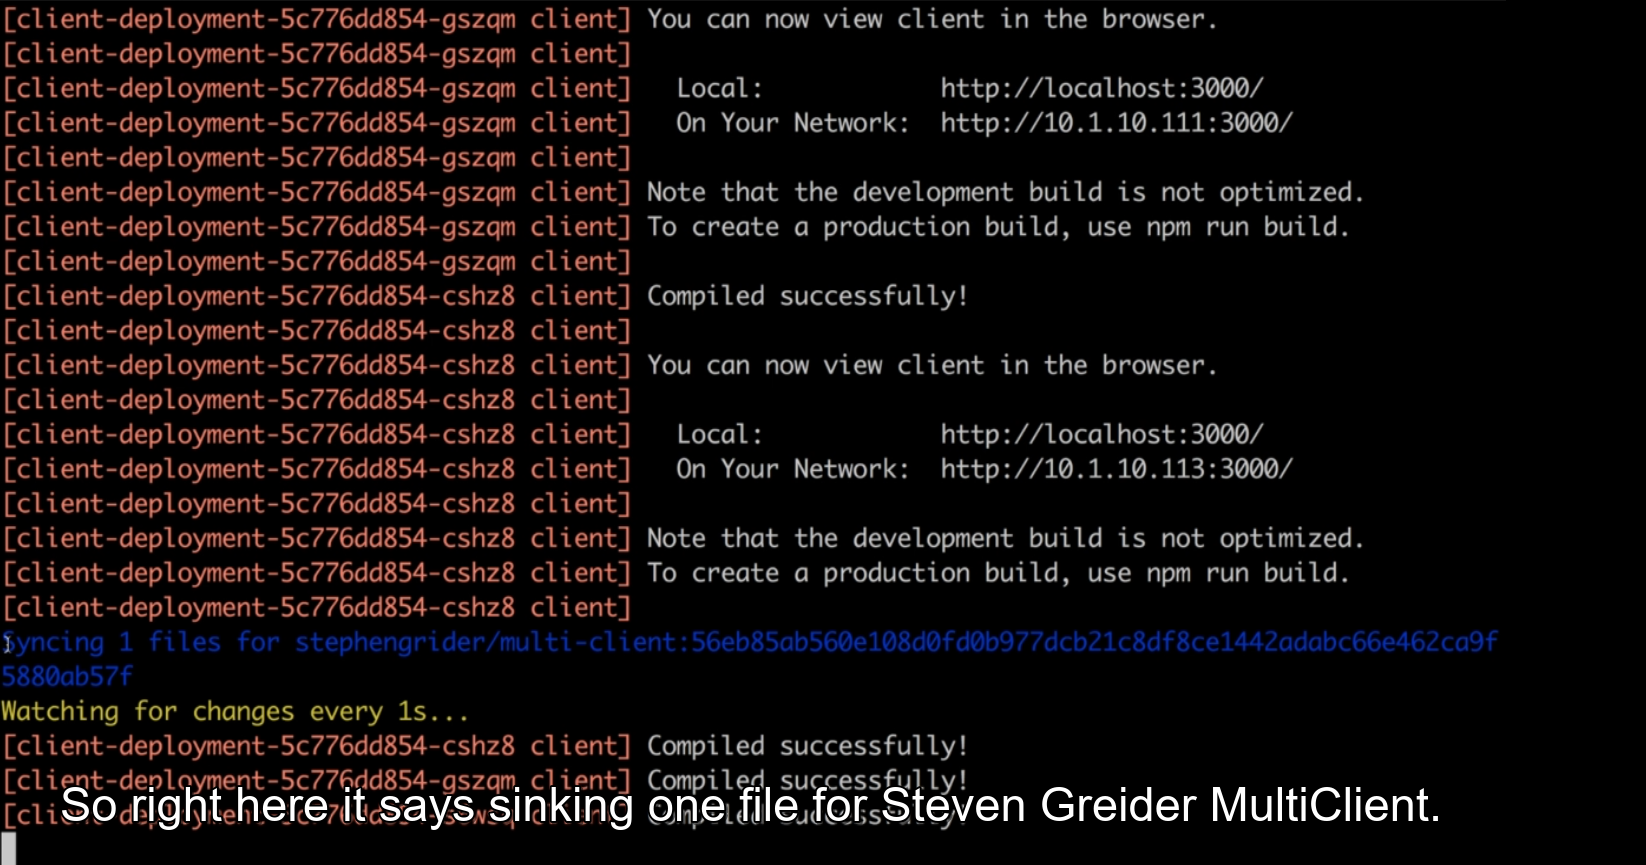 [client-deployment-5c776dd854-gszqm client] You can now view client in the browser.
[client-deployment-5c776dd854-gszqm client]
[client-deployment-5c776dd854-gszqm client] Local: http://localhost:3000/
[client-deployment-5c776dd854-gszqm client] On Your Network: http://10.1.10.111:3000/
[client-deployment-5c776dd854-gszqm client]
[client-deployment-5c776dd854-gszqm client] Note that the development build is not optimized.
[client-deployment-5c776dd854-gszqm client] To create a production build, use npm run build.
[client-deployment-5c776dd854-gszqm client]
[client-deployment-5c776dd854-cshz8 client] Compiled successfully!
[client-deployment-5c776dd854-cshz8 client]
[client-deployment-5c776dd854-cshz8 client] You can now view client in the browser.
[client-deployment-5c776dd854-cshz8 client]
[client-deployment-5c776dd854-cshz8 client] Local: http://localhost:3000/
[client-deployment-5c776dd854-cshz8 client] On Your Network: http://10.1.10.113:3000/
[client-deployment-5c776dd854-cshz8 client]
[client-deployment-5c776dd854-cshz8 client] Note that the development build is not optimized.
[client-deployment-5c776dd854-cshz8 client] To create a production build, use npm run build.
[client-deployment-5c776dd854-cshz8 client]
Syncing 1 files for stephengrider/multi-client:56eb85ab560e108d0fd0b977dcb21c8df8ce1442adabc66e462ca9f
5880ab57f
Watching for changes every 1s...
[client-deployment-5c776dd854-cshz8 client] Compiled successfully!
[client-deployment-5c776dd854-gszqm client] Compiled successfully!
So right here it says sinking one file for Steven Greider MultiClient.